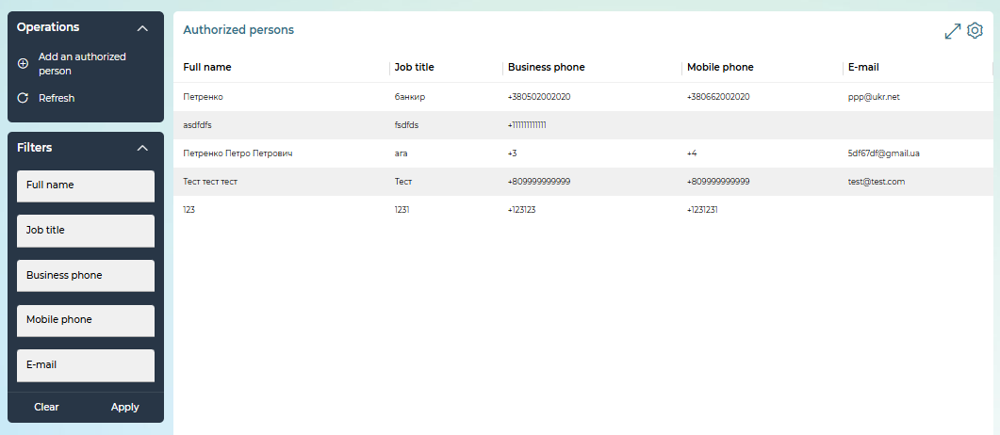 Operations
Add an authorized
person
Refresh
Filters
Full name
Job title
Business phone
Mobile phone
E-mail
Clear Apply
Authorized persons
Full name Job title Business phone Mobile phone E-mail
Петренко банкир +380502002020 +380662002020 ppp@ukr.net
asdfdfs fsdfds +111111111111
Петренко Петро Петрович ага +3 +4 5df67df@gmail.ua
Тест тест тест Тест +809999999999 +809999999999 test@test.com
123 1231 +123123 +1231231